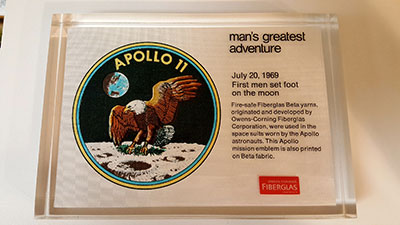 APOLLO 11
man's greatest
adventure
July 20, 1969
First men set foot
on the moon
Fire-safe Fiberglas Beta yarns,
originated and developed by
Owens-Corning Fiberglas
Corporation, were used in the
space suits worn by the Apollo
astronauts. This Apollo
mission emblem is also printed
on Beta fabric.
FIBERGLAS